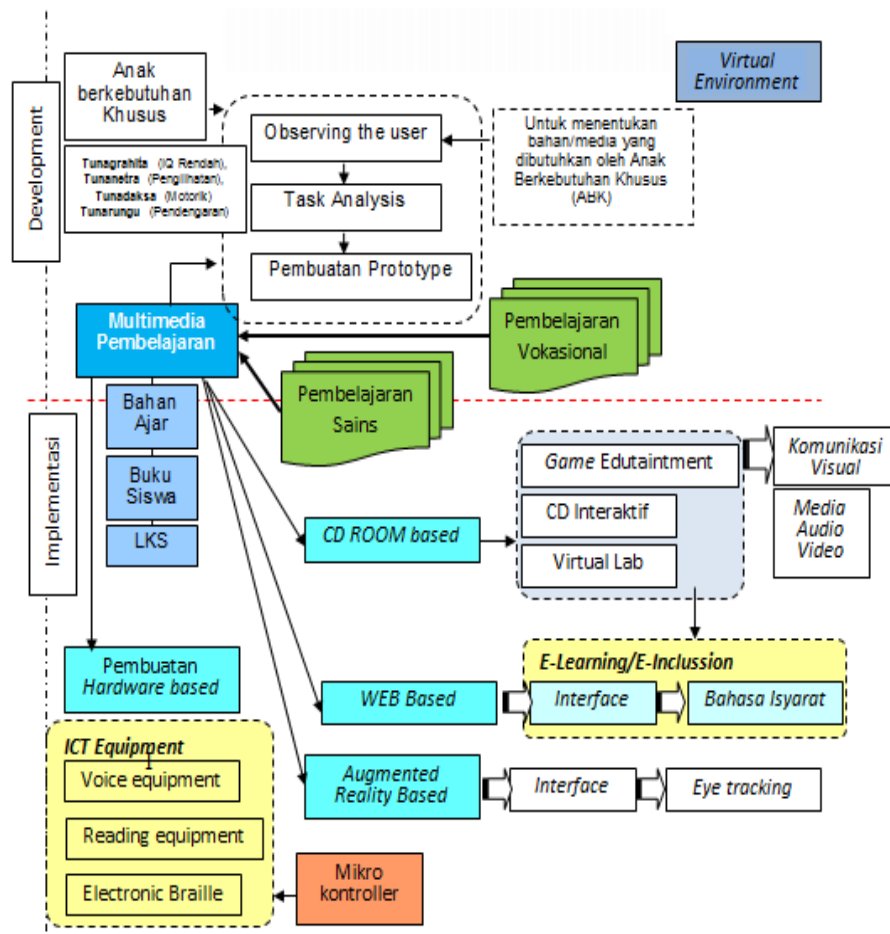 Virtual
Environment
Development
Anak
berkebutuhan
Khusus
Tunagrahita (IQ Rendah),
Tunanetra (Penglihatan),
Tunadaksa (Motorik)
Tunarungu (Pendengaran)
Observing the user
Task Analysis
Pembuatan Prototype
Untuk menentukan
bahan/media yang
dibutuhkan oleh Anak
Berkebutuhan Khusus
(ABK)
Multimedia
Pembelajaran
Pembelajaran
Vokasional
Pembelajaran
Sains
Implementasi
Bahan
Ajar
Buku
Siswa
LKS
CD ROOM based
Game Edutaintment
CD Interaktif
Virtual Lab
Komunikasi
Visual
Media
Audio
Video
Pembuatan
Hardware based
WEB Based
E-Learning/E-Inclussion
Interface
Bahasa Isyarat
Augmented
Reality Based
Interface
Eye tracking
ICT Equipment
Voice equipment
Reading equipment
Electronic Braille
Mikro
kontroller